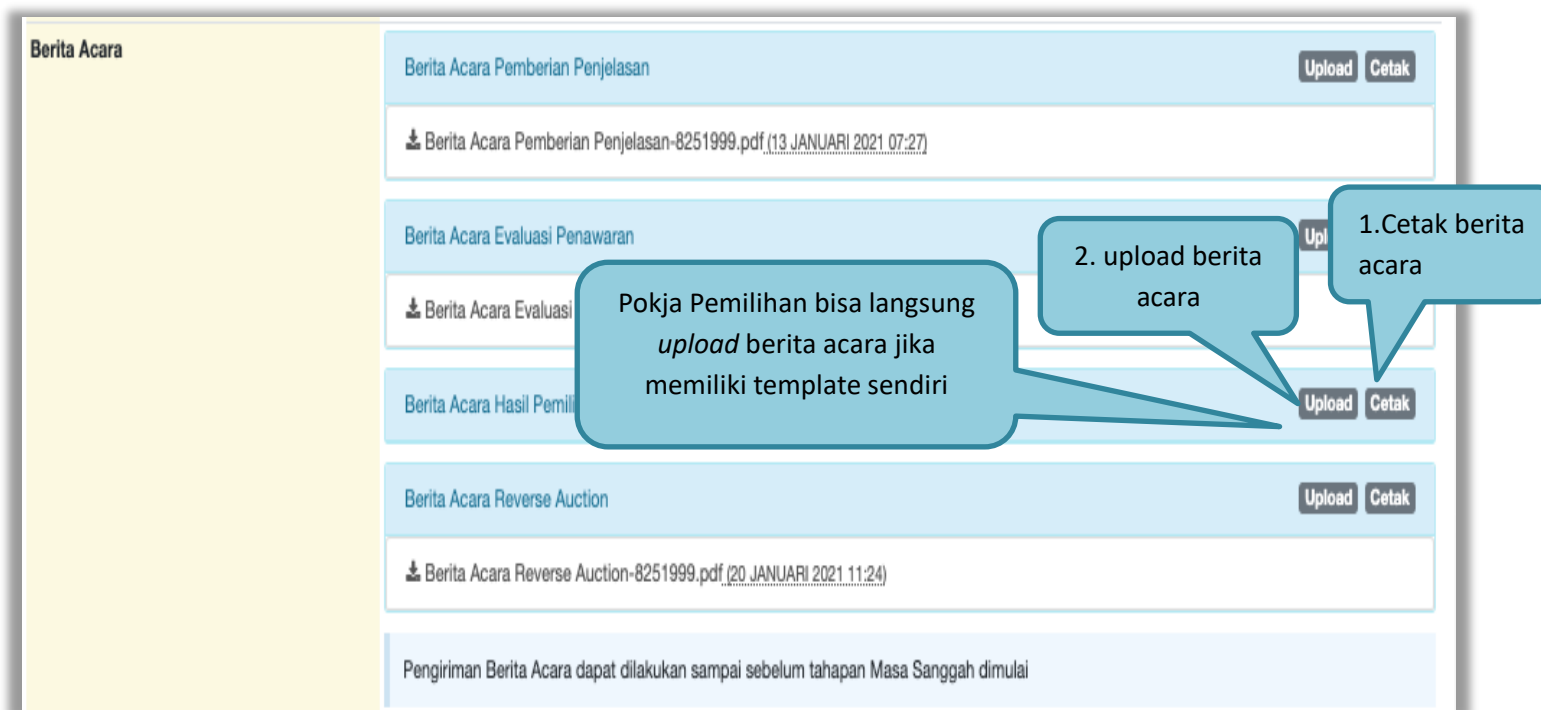 Berita Acara
Berita Acara Pemberian Penjelasan
Upload Cetak
Berita Acara Pemberian Penjelasan-8251999.pdf (13 JANUARI 2021 07:27)
Berita Acara Evaluasi Penawaran
1.Cetak berita
acara
2. upload berita
acara
Berita Acara Evaluasi
Pokja Pemilihan bisa langsung
upload berita acara jika
memiliki template sendiri
Berita Acara Hasil
Upload Cetak
Berita Acara Reverse Auction
Upload Cetak
Berita Acara Reverse Auction-8251999.pdf (20 JANUARI 2021 11:24)
Pengiriman Berita Acara dapat dilakukan sampai sebelum tahapan Masa Sanggah dimulai